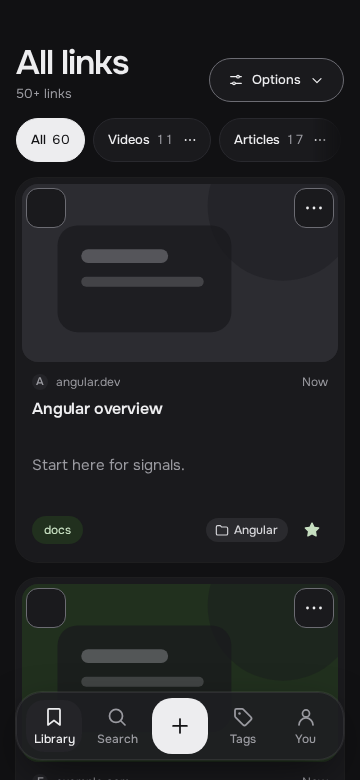 All links
50+ links
Options
All 60
Videos 11 ···
Articles 17 ···
···
A angular.dev
Now
Angular overview
Start here for signals.
docs
Angular
···
Library
Search
+
Tags
You